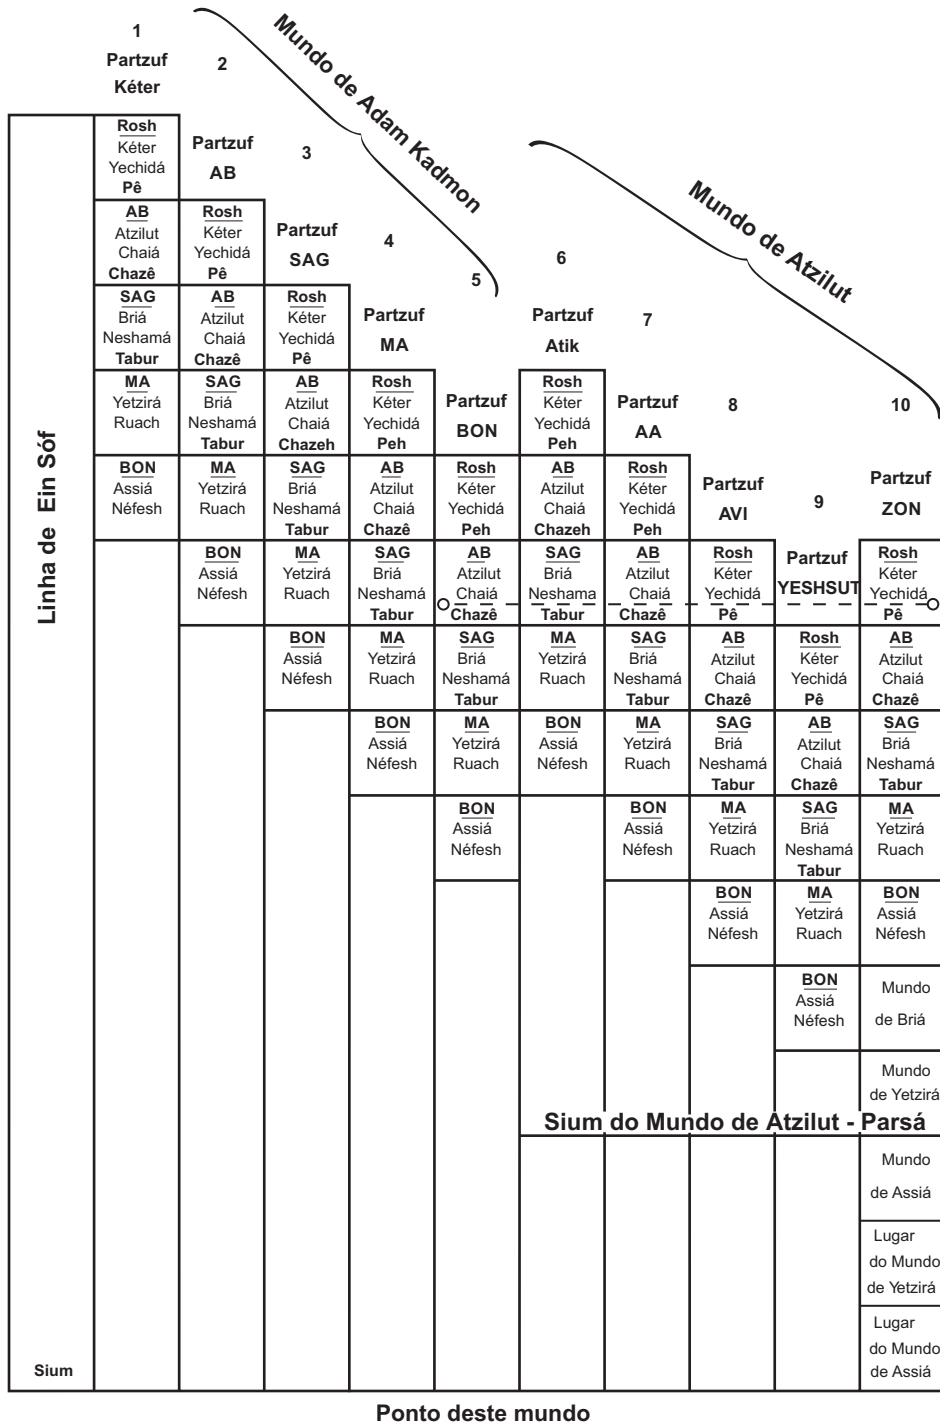 1
Partzuf
Kéter
2
Partzuf
AB
3
Partzuf
SAG
4
Partzuf
MA
5
Partzuf
BON
Mundo de Adam Kadmon
6
Partzuf
Atik
7
Partzuf
AA
8
Partzuf
AVI
9
Partzuf
YESHSUT
10
Partzuf
ZON
Mundo de Atzilut
Linha de Ein Sóf
Sium
Rosh
Kéter
Yechidá
Pê
AB
Atzilut
Chaiá
Chazê
SAG
Briá
Neshamá
Tabur
MA
Yetzirá
Ruach
BON
Assiá
Néfesh
Rosh
Kéter
Yechidá
Pê
AB
Atzilut
Chaiá
Chazê
SAG
Briá
Neshamá
Tabur
MA
Yetzirá
Ruach
BON
Assiá
Néfesh
Rosh
Kéter
Yechidá
Pê
AB
Atzilut
Chaiá
Chazeh
SAG
Briá
Neshamá
Tabur
MA
Yetzirá
Ruach
BON
Assiá
Néfesh
Rosh
Kéter
Yechidá
Peh
AB
Atzilut
Chaiá
Chazê
SAG
Briá
Neshamá
Tabur
MA
Yetzirá
Ruach
BON
Assiá
Néfesh
Rosh
Kéter
Yechidá
Peh
AB
Atzilut
Chaiá
Chazê
SAG
Briá
Neshamá
Tabur
MA
Yetzirá
Ruach
BON
Assiá
Néfesh
Rosh
Kéter
Yechidá
Peh
AB
Atzilut
Chaiá
Chazeh
SAG
Briá
Neshama
Tabur
MA
Yetzirá
Ruach
BON
Assiá
Néfesh
Rosh
Kéter
Yechidá
Peh
AB
Atzilut
Chaiá
Chazê
SAG
Briá
Neshamá
Tabur
MA
Yetzirá
Ruach
BON
Assiá
Néfesh
Rosh
Kéter
Yechidá
Pê
AB
Atzilut
Chaiá
Chazê
SAG
Briá
Neshamá
Tabur
MA
Yetzirá
Ruach
BON
Assiá
Néfesh
Rosh
Kéter
Yechidá
Pê
AB
Atzilut
Chaiá
Chazê
SAG
Briá
Neshamá
Tabur
MA
Yetzirá
Ruach
BON
Assiá
Néfesh
Rosh
Kéter
Yechidá
Pê
AB
Atzilut
Chaiá
Chazê
SAG
Briá
Neshamá
Tabur
MA
Yetzirá
Ruach
BON
Assiá
Néfesh
Mundo
de Briá
Mundo
de Yetzirá
Sium do Mundo de Atzilut - Parsá
Mundo
de Assiá
Lugar
do Mundo
de Yetzirá
Lugar
do Mundo
de Assiá
Ponto deste mundo